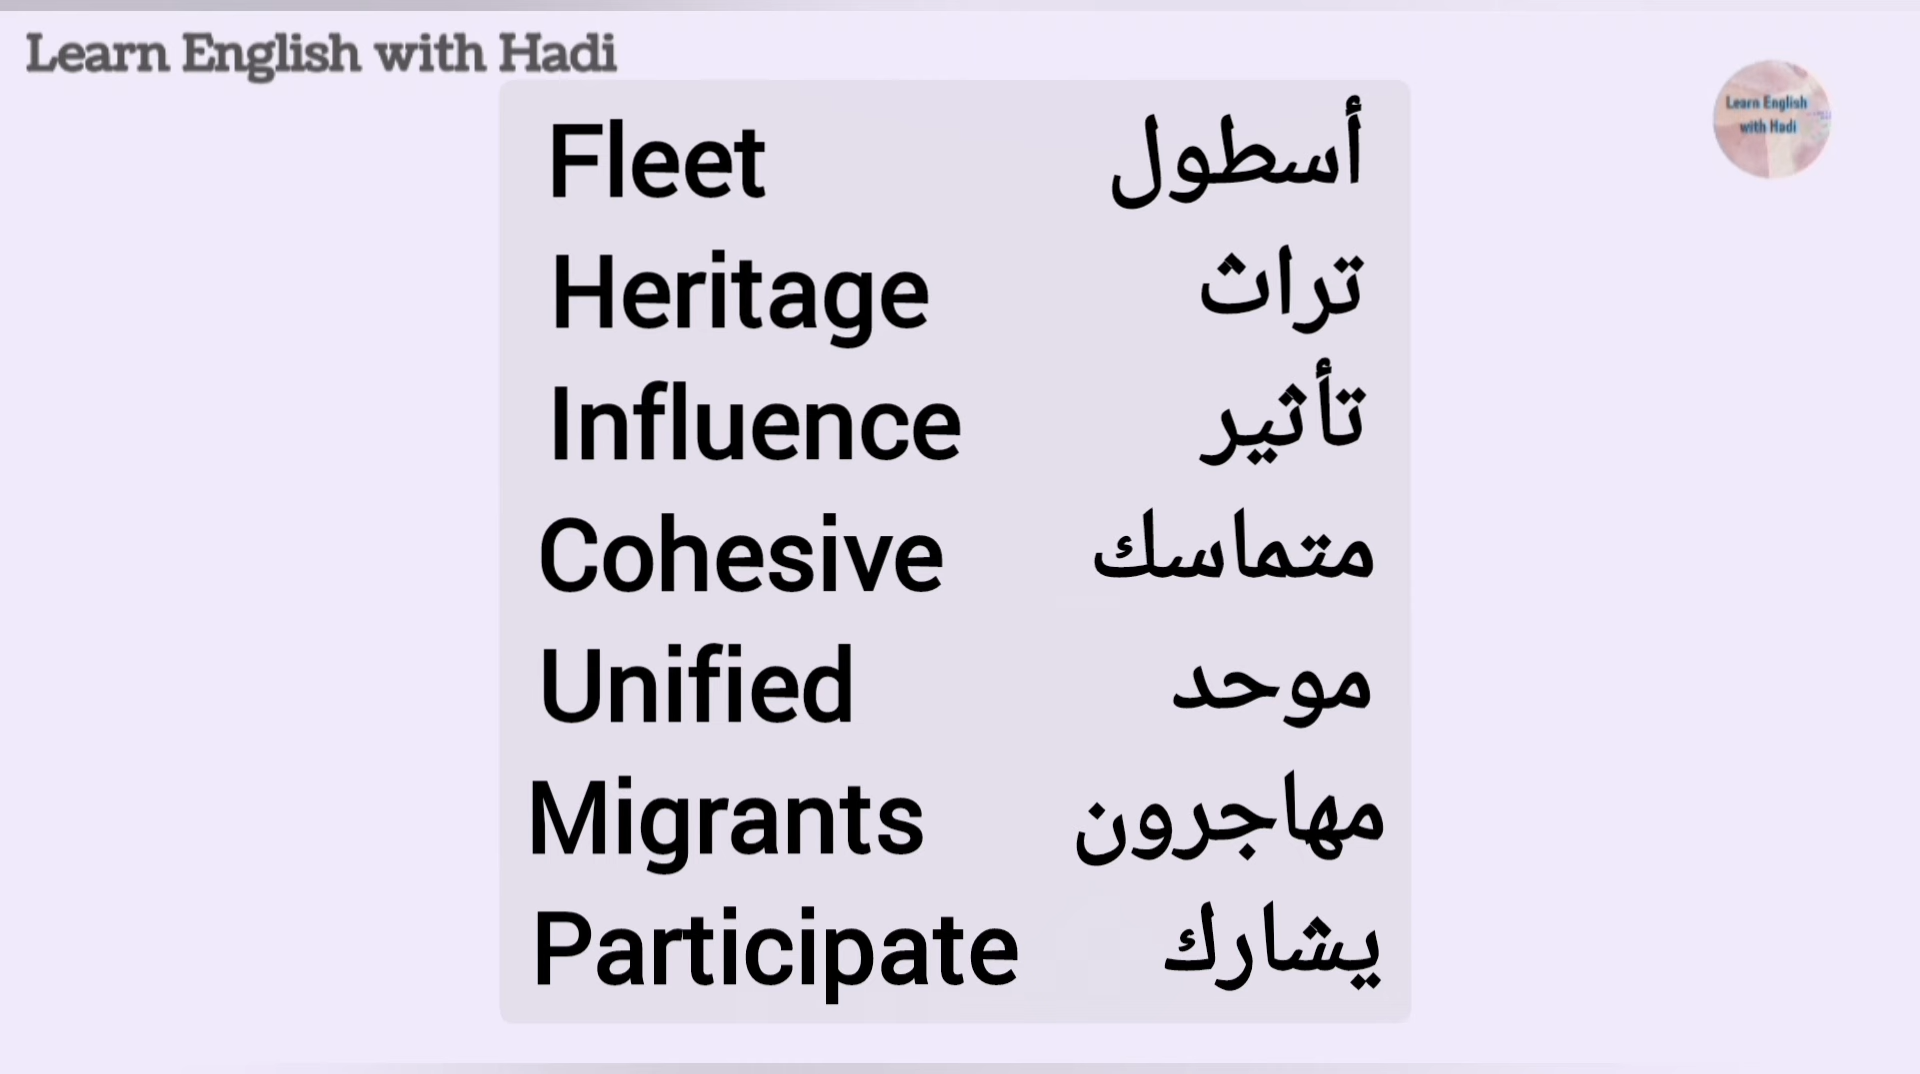 Learn English with Hadi
Learn English
with Hadi
Fleet أسطول
Heritage تراث
Influence تأثير
Cohesive متماسك
Unified موحد
Migrants مهاجرون
Participate يشارك